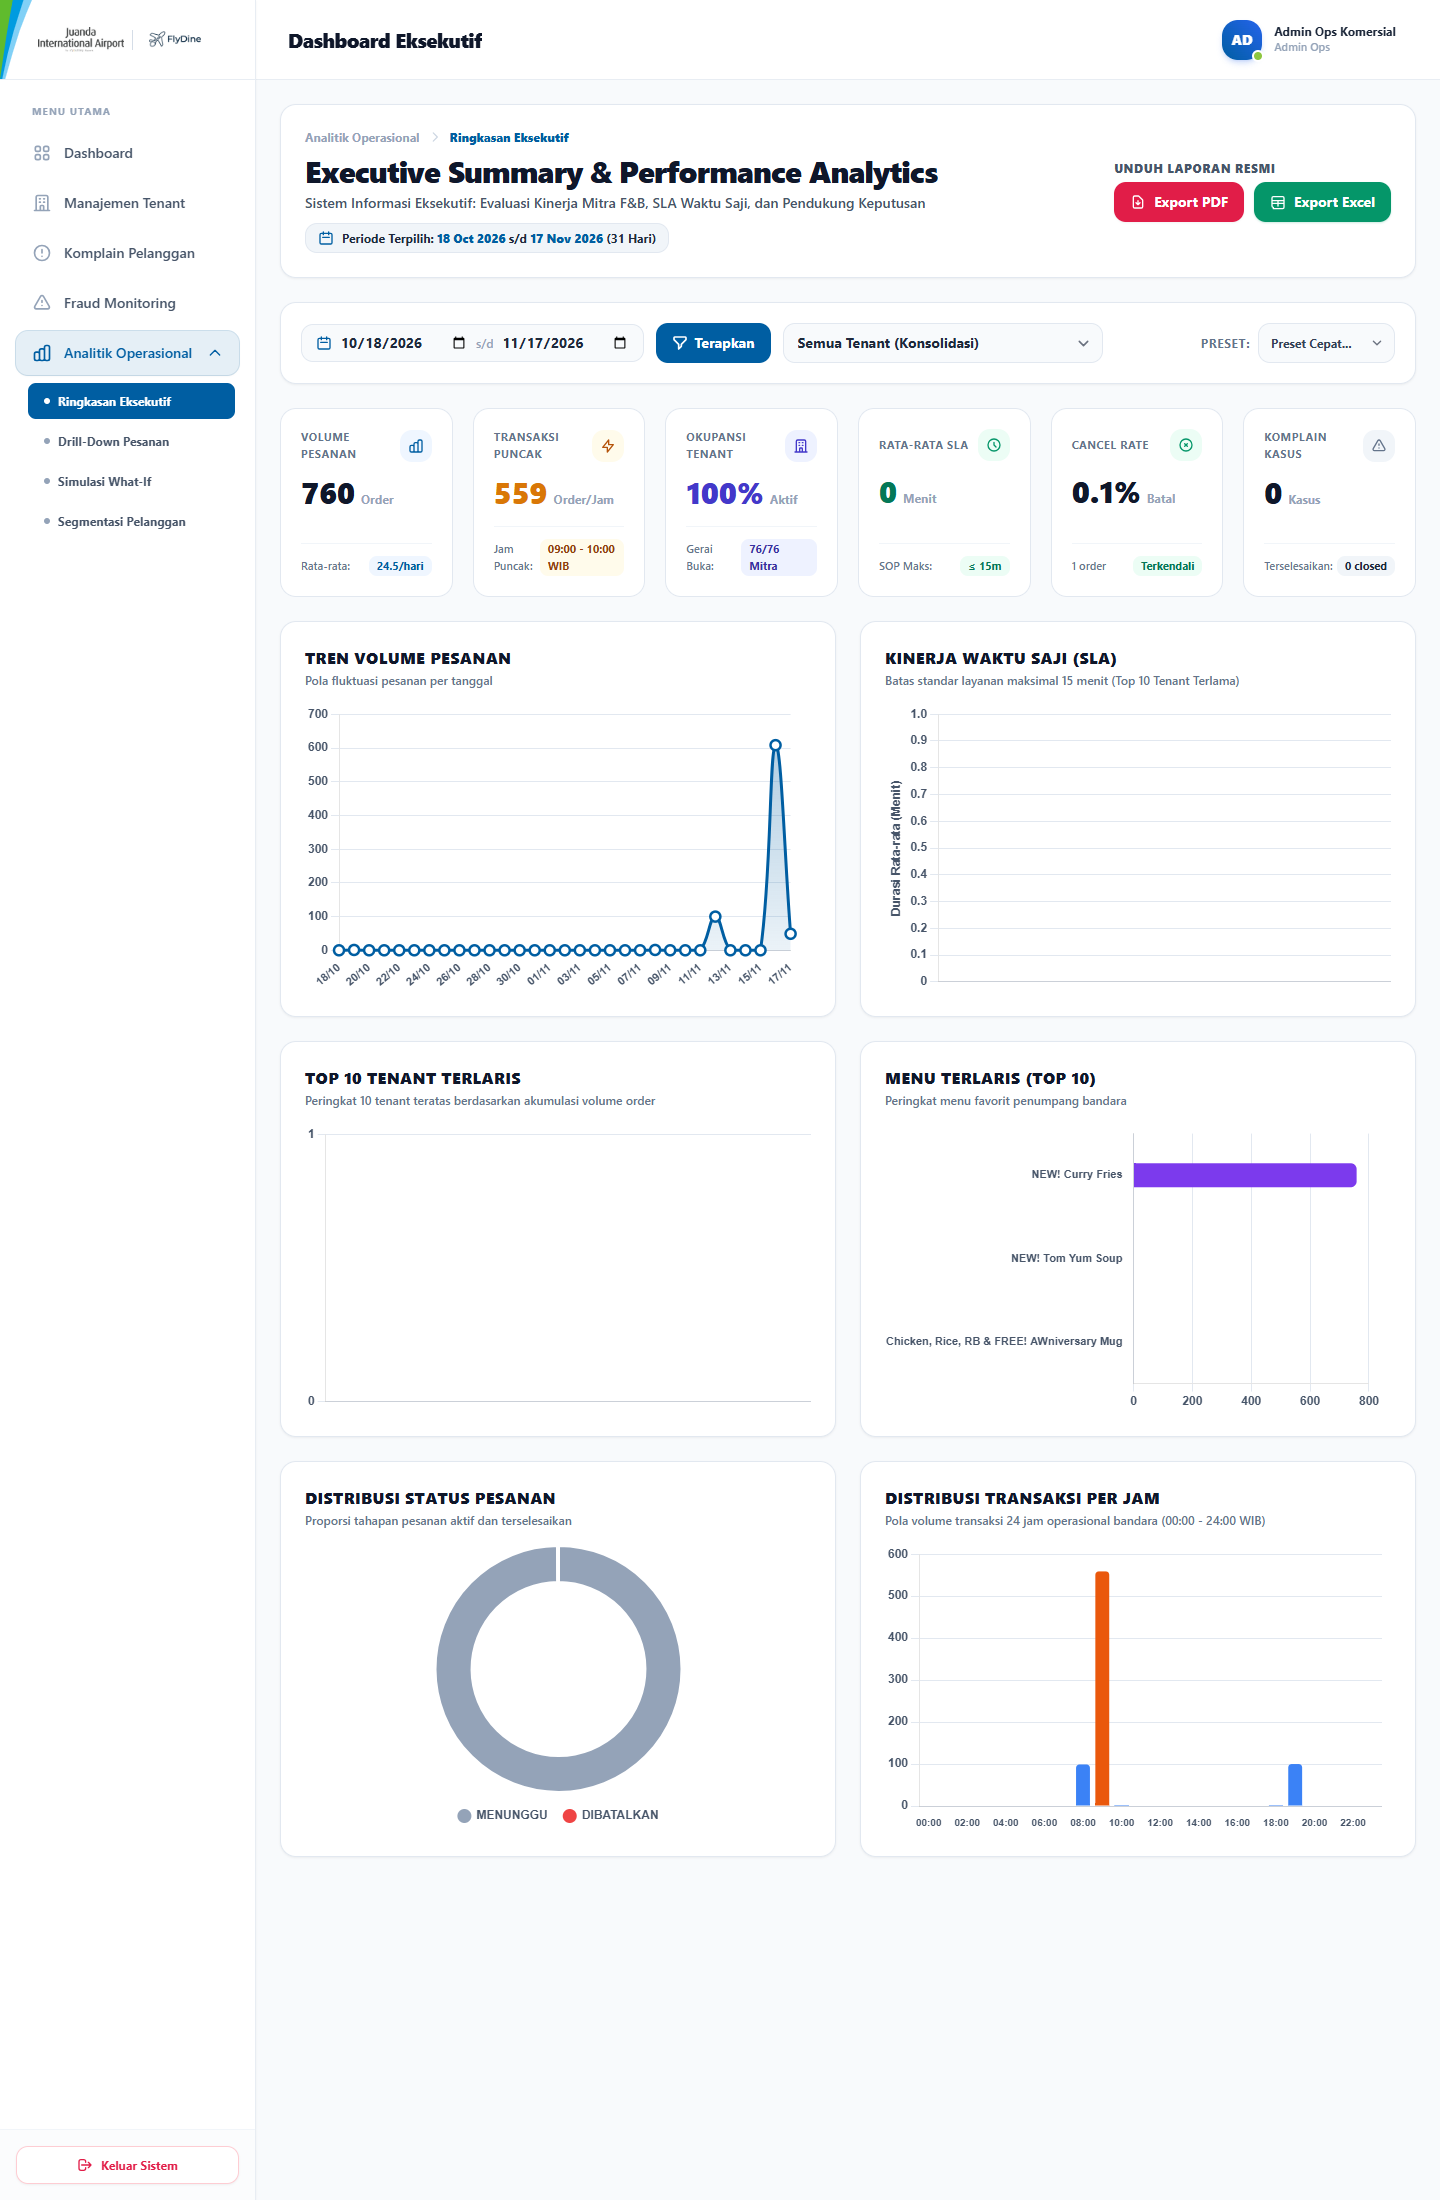 Juanda
International Airport
FlyDine
Dashboard Eksekutif
AD
Admin Ops Komersial
Admin Ops
MENU UTAMA
Dashboard
Manajemen Tenant
Komplain Pelanggan
Fraud Monitoring
Analitik Operasional
Ringkasan Eksekutif
Drill-Down Pesanan
Simulasi What-If
Segmentasi Pelanggan
Keluar Sistem
Analitik Operasional
Ringkasan Eksekutif
Executive Summary & Performance Analytics
Sistem Informasi Eksekutif: Evaluasi Kinerja Mitra F&B, SLA Waktu Saji, dan Pendukung Keputusan
Periode Terpilih: 18 Oct 2026 s/d 17 Nov 2026 (31 Hari)
UNDUH LAPORAN RESMI
Export PDF
Export Excel
10/18/2026
s/d
11/17/2026
Terapkan
Semua Tenant (Konsolidasi)
PRESET:
Preset Cepat...
VOLUME
PESANAN
760 Order
Rata-rata:
24.5/hari
TRANSAKSI
PUNCAK
559 Order/Jam
Jam
Puncak:
09:00 - 10:00
WIB
OKUPANSI
TENANT
100% Aktif
Gerai
Buka:
76/76
Mitra
RATA-RATA SLA
0 Menit
SOP Maks:
≤ 15m
CANCEL RATE
0.1% Batal
1 order
Terkendali
KOMPLAIN
KASUS
0 Kasus
Terselesaikan:
0 closed
TREN VOLUME PESANAN
Pola fluktuasi pesanan per tanggal
700
600
500
400
300
200
100
0
18/10
20/10
22/10
24/10
26/10
28/10
30/10
01/11
03/11
05/11
07/11
09/11
11/11
13/11
15/11
17/11
KINERJA WAKTU SAJI (SLA)
Batas standar layanan maksimal 15 menit (Top 10 Tenant Terlama)
Durasi Rata-rata (Menit)
1.0
0.9
0.8
0.7
0.6
0.5
0.4
0.3
0.2
0.1
0
TOP 10 TENANT TERLARIS
Peringkat 10 tenant teratas berdasarkan akumulasi volume order
1
0
MENU TERLARIS (TOP 10)
Peringkat menu favorit penumpang bandara
NEW! Curry Fries
NEW! Tom Yum Soup
Chicken, Rice, RB & FREE! AWniversary Mug
0
200
400
600
800
DISTRIBUSI STATUS PESANAN
Proporsi tahapan pesanan aktif dan terselesaikan
MENUNGGU
DIBATALKAN
DISTRIBUSI TRANSAKSI PER JAM
Pola volume transaksi 24 jam operasional bandara (00:00 - 24:00 WIB)
600
500
400
300
200
100
0
00:00
02:00
04:00
06:00
08:00
10:00
12:00
14:00
16:00
18:00
20:00
22:00